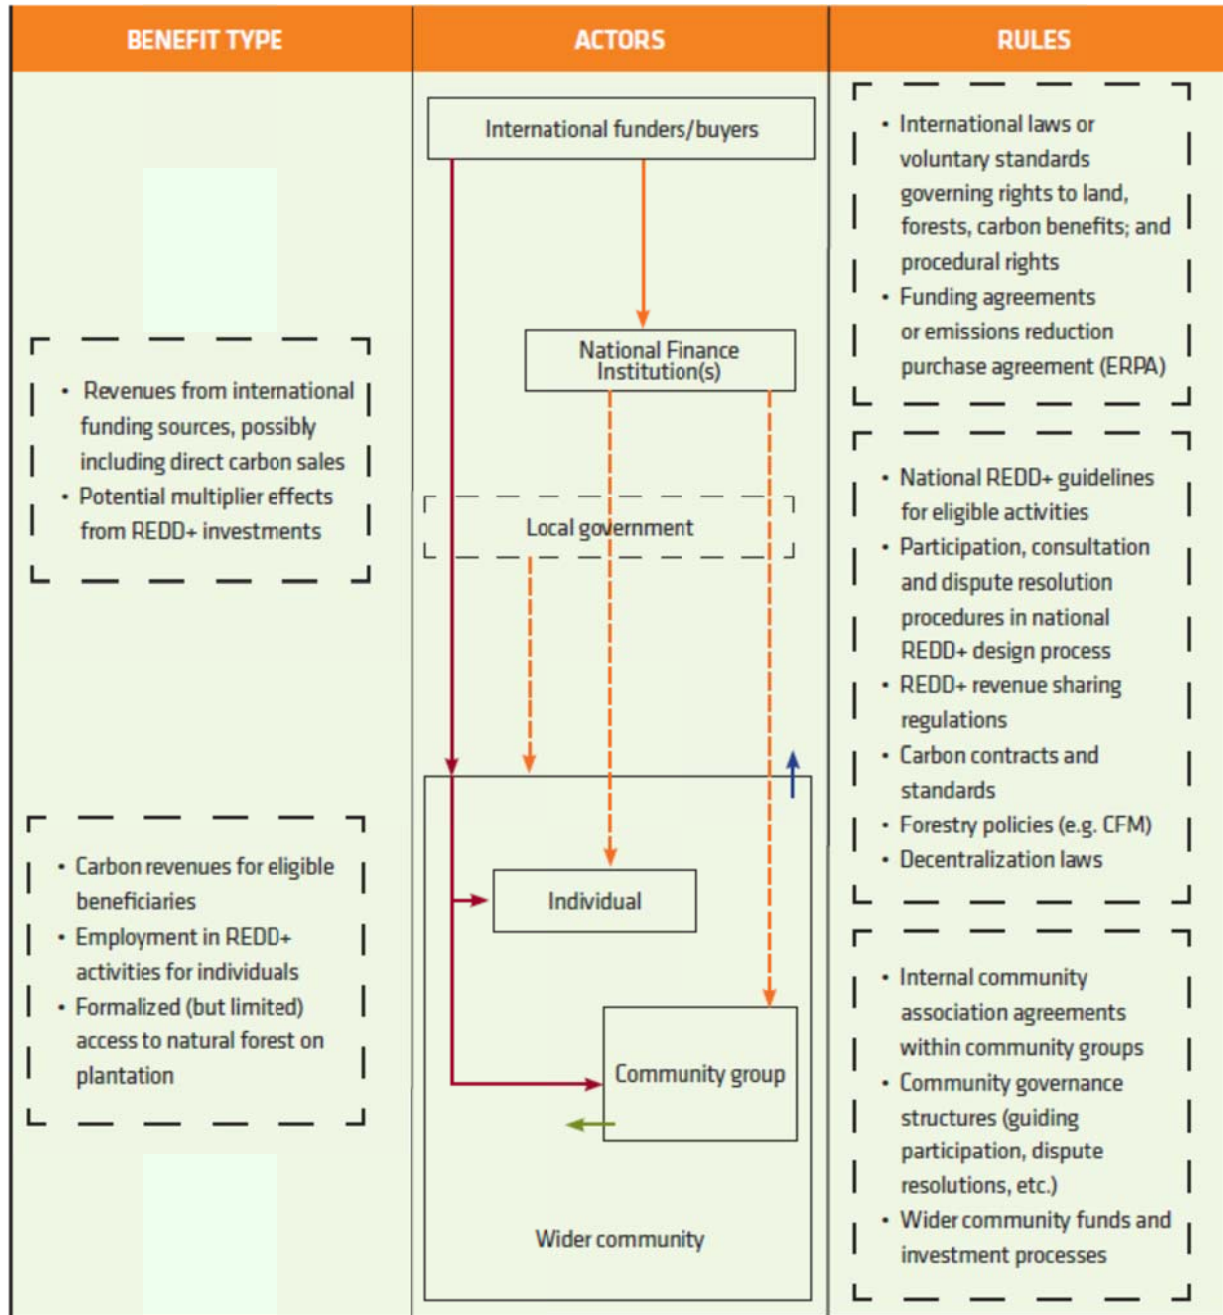 BENEFIT TYPE
ACTORS
RULES
• Revenues from international
funding sources, possibly
including direct carbon sales
• Potential multiplier effects
from REDD+ investments
• Carbon revenues for eligible
beneficiaries
• Employment in REDD+
activities for individuals
• Formalized (but limited)
access to natural forest on
plantation
International funders/buyers
National Finance
Institution(s)
Local government
Individual
Community group
Wider community
• International laws or
voluntary standards
governing rights to land,
forests, carbon benefits; and
procedural rights
• Funding agreements
or emissions reduction
purchase agreement (ERPA)
• National REDD+ guidelines
for eligible activities
• Participation, consultation
and dispute resolution
procedures in national
REDD+ design process
• REDD+ revenue sharing
regulations
• Carbon contracts and
standards
• Forestry policies (e.g. CFM)
• Decentralization laws
• Internal community
association agreements
within community groups
• Community governance
structures (guiding
participation, dispute
resolutions, etc.)
• Wider community funds and
investment processes